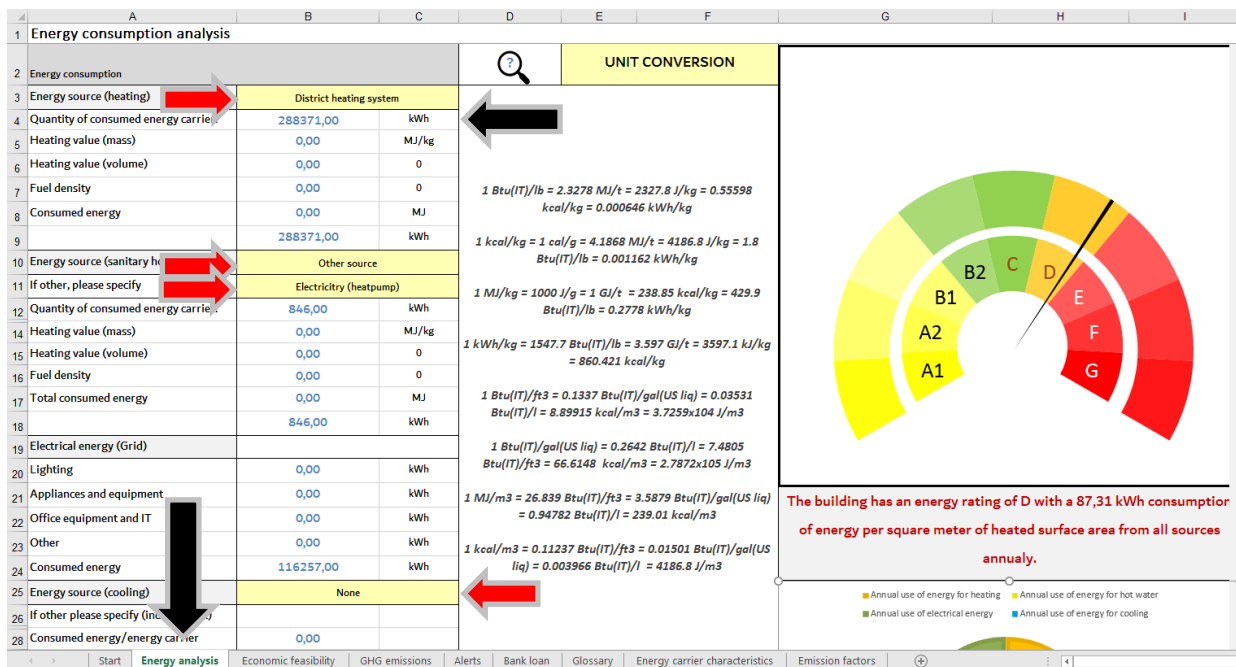 A B C D E F G H I
1 Energy consumption analysis
2 Energy consumption ? UNIT CONVERSION
3 Energy source (heating) District heating system
4 Quantity of consumed energy carrier 288371,00 kWh
5 Heating value (mass) 0,00 MJ/kg
6 Heating value (volume) 0,00 0
7 Fuel density 0,00 0
8 Consumed energy 0,00 MJ
9 288371,00 kWh
10 Energy source (sanitary ho Other source
11 If other, please specify Electricitry (heatpump)
12 Quantity of consumed energy carrier 846,00 kWh
14 Heating value (mass) 0,00 MJ/kg
15 Heating value (volume) 0,00 0
16 Fuel density 0,00 0
17 Total consumed energy 0,00 MJ
18 846,00 kWh
19 Electrical energy (Grid)
20 Lighting 0,00 kWh
21 Appliances and equipment 0,00 kWh
22 Office equipment and IT 0,00 kWh
23 Other 0,00 kWh
24 Consumed energy 116257,00 kWh
25 Energy source (cooling) None
26 If other please specify (in
28 Consumed energy/energy carrier 0,00
1 Btu(IT)/lb = 2.3278 MJ/t = 2327.8 J/kg = 0.55598
kcal/kg = 0.000646 kWh/kg
1 kcal/kg = 1 cal/g = 4.1868 MJ/t = 4186.8 J/kg = 1.8
Btu(IT)/lb = 0.001162 kWh/kg
1 MJ/kg = 1000 J/g = 1 GJ/t = 238.85 kcal/kg = 429.9
Btu(IT)/lb = 0.2778 kWh/kg
1 kWh/kg = 1547.7 Btu(IT)/lb = 3.597 GJ/t = 3597.1 kJ/kg
= 860.421 kcal/kg
1 Btu(IT)/ft3 = 0.1337 Btu(IT)/gal(US liq) = 0.03531
Btu(IT)/l = 8.89915 kcal/m3 = 3.7259x104 J/m3
1 Btu(IT)/gal(US liq) = 0.2642 Btu(IT)/l = 7.4805
Btu(IT)/ft3 = 66.6148 kcal/m3 = 2.7872x105 J/m3
1 MJ/m3 = 26.839 Btu(IT)/ft3 = 3.5879 Btu(IT)/gal(US liq)
= 0.94782 Btu(IT)/l = 239.01 kcal/m3
1 kcal/m3 = 0.11237 Btu(IT)/ft3 = 0.01501 Btu(IT)/gal(US
liq) = 0.003966 Btu(IT)/l = 4186.8 J/m3
A1
A2
B1
B2
C
D
E
F
G
The building has an energy rating of D with a 87,31 kWh consumption
of energy per square meter of heated surface area from all sources
annualy.
Annual use of energy for heating Annual use of energy for hot water
Annual use of electrical energy Annual use of energy for cooling
Start Energy analysis Economic feasibility GHG emissions Alerts Bank loan Glossary Energy carrier characteristics Emission factors